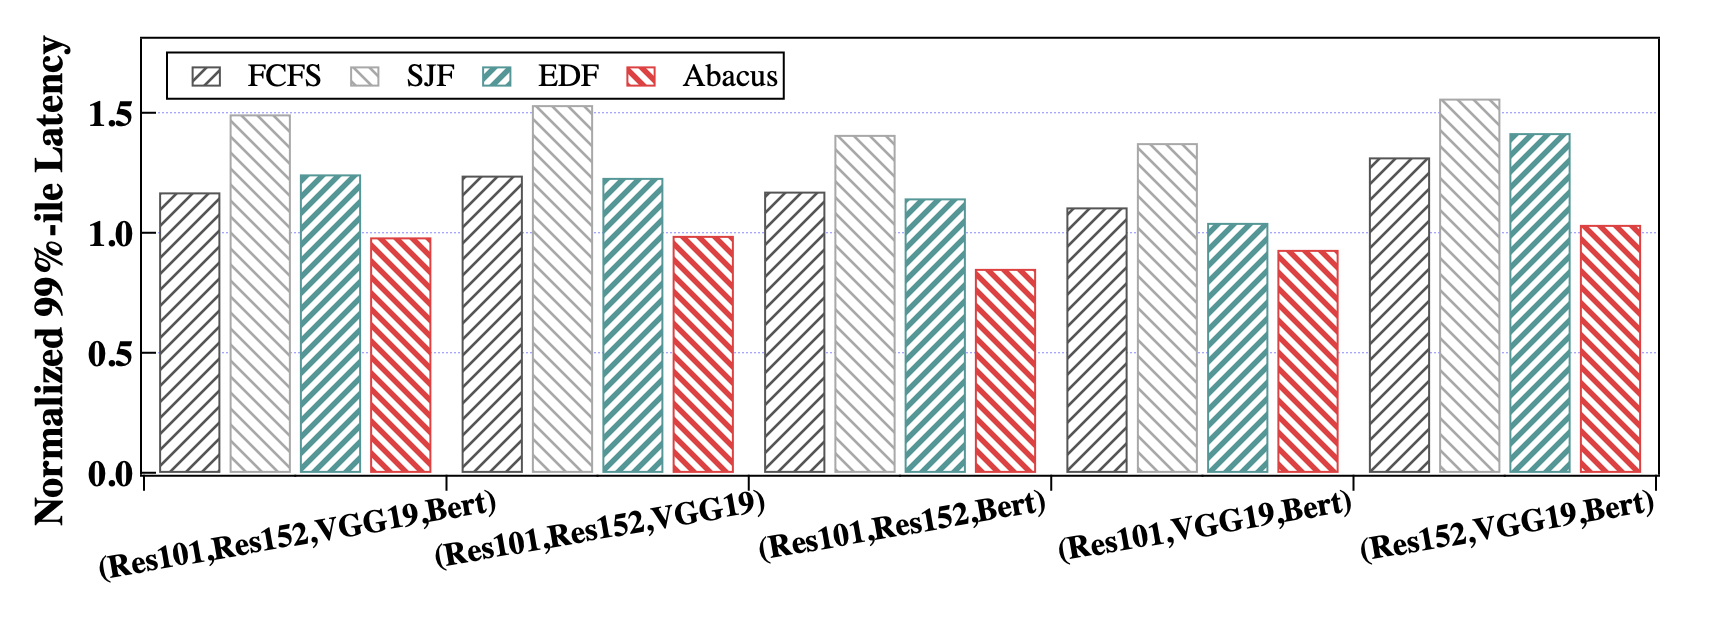 Normalized 99%-ile Latency
FCFS SJF EDF Abacus
1.5
1.0
0.5
0.0
(Res101,Res152,VGG19,Bert)
(Res101,Res152,VGG19)
(Res101,Res152,Bert)
(Res101,VGG19,Bert)
(Res152,VGG19,Bert)